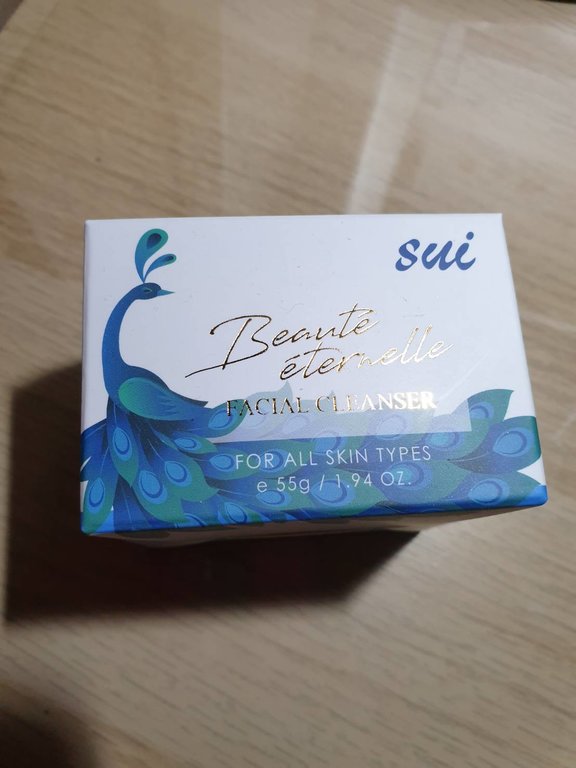 sui
Beauté
éternelle
FACIAL CLEANSER
FOR ALL SKIN TYPES
e 55g / 1.94 OZ.